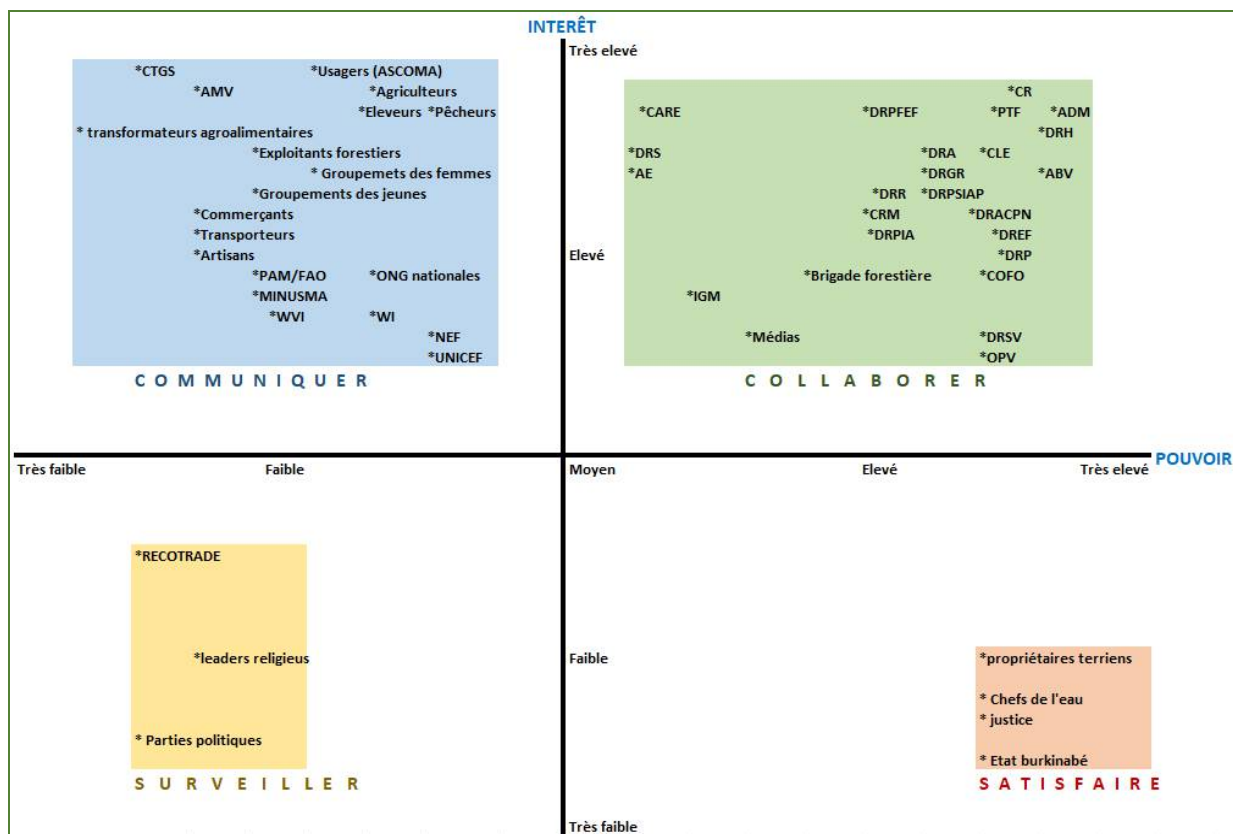 INTERÊT
Très elevé
*CTGS
*Usagers (ASCOMA)
*AMV
*Agriculteurs
*Eleveurs *Pêcheurs
* transformateurs agroalimentaires
*Exploitants forestiers
* Groupemets des femmes
*Groupements des jeunes
*Commerçants
*Transporteurs
*Artisans
*PAM/FAO
*ONG nationales
*MINUSMA
*WVI
*WI
*NEF
*UNICEF
COMMUNIQUER
*CR
*CARE
*DRPFEF
*PTF
*ADM
*DRH
*DRS
*DRA
*CLE
*AE
*DRGR
*ABV
*DRR
*DRPSIAP
*CRM
*DRACPN
*DRPIA
*DREF
Elevé
*DRP
*Brigade forestière
*COFO
*IGM
*Médias
*DRSV
*OPV
COLLABORER
Très faible
Faible
Moyen
Elevé
Très elevé
POUVOIR
*RECOTRADE
*leaders religieus
* Parties politiques
SURVEILLER
Faible
*propriétaires terriens
* Chefs de l'eau
* justice
* Etat burkinabé
SATISFAIRE
Très faible